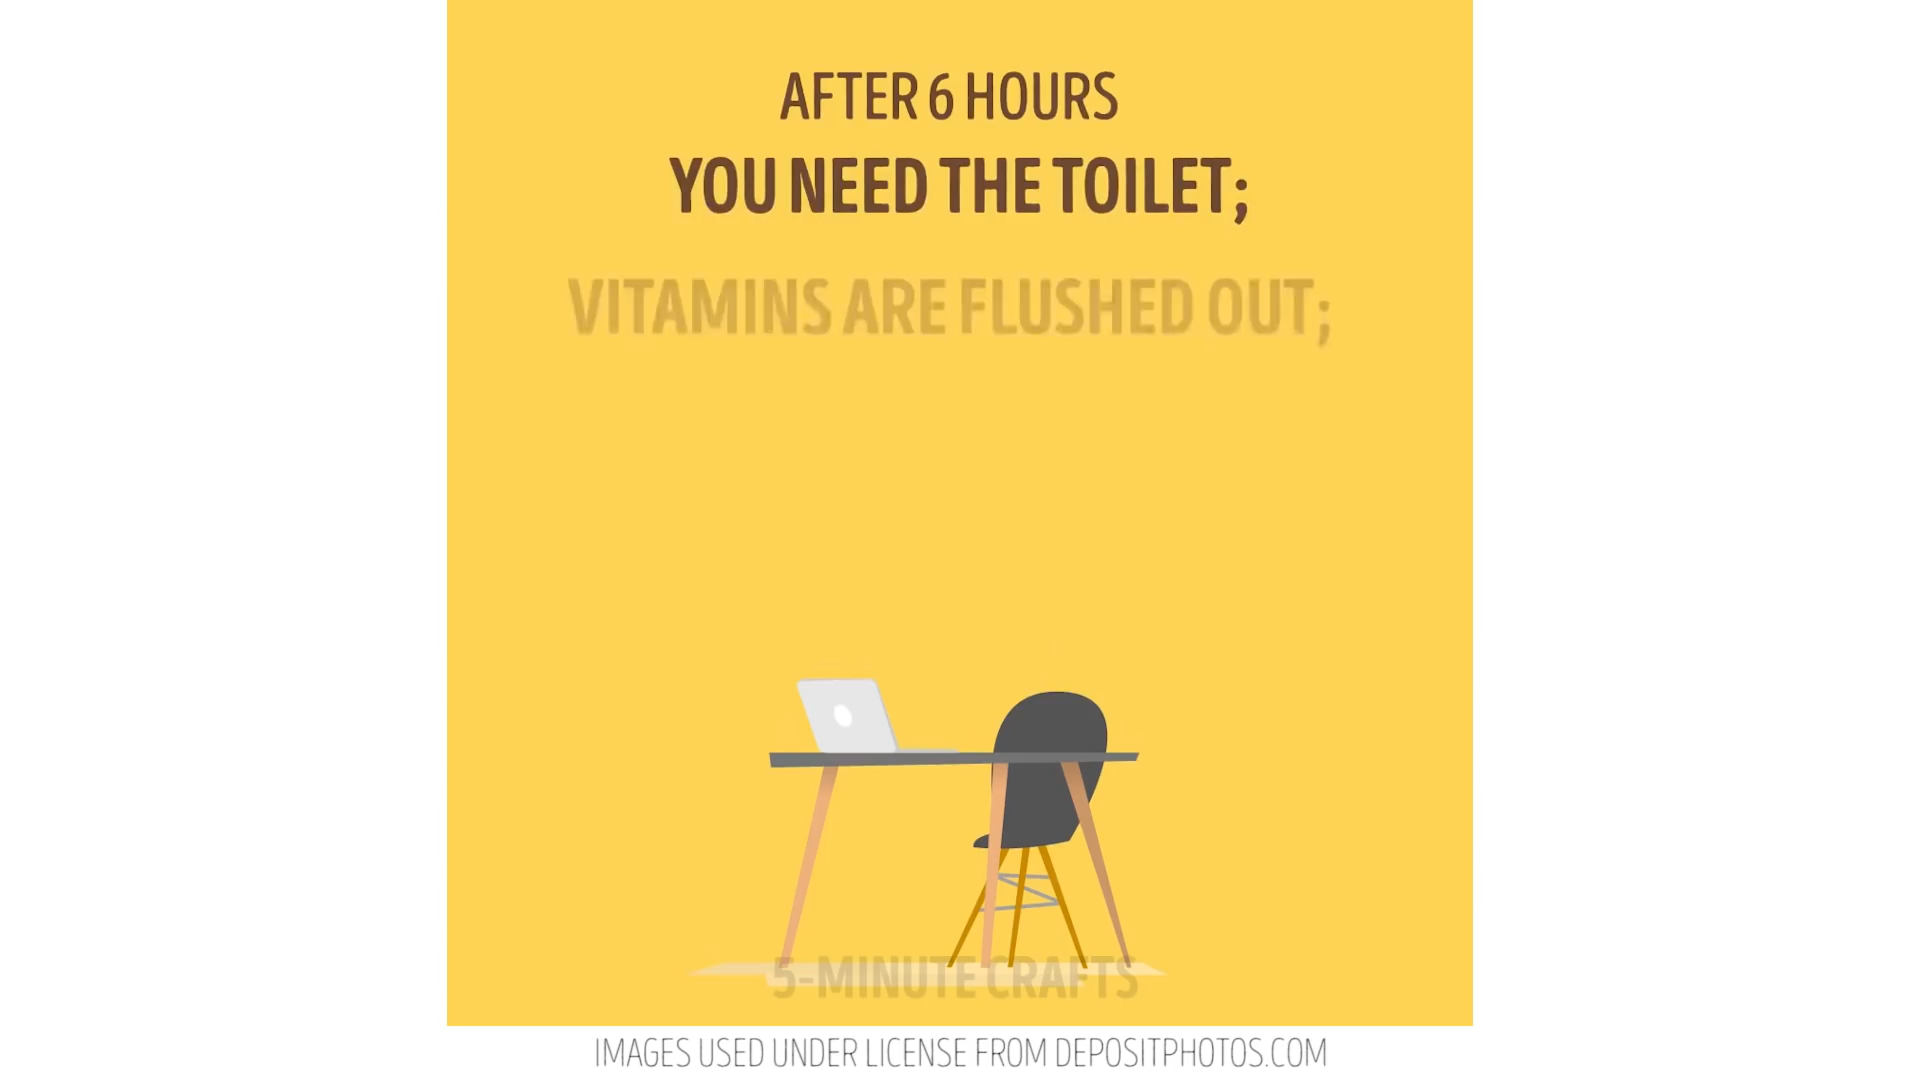 AFTER 6 HOURS
YOU NEED THE TOILET;
VITAMINS ARE FLUSHED OUT;
5-MINUTE CRAFTS
IMAGES USED UNDER LICENSE FROM DEPOSITPHOTOS.COM